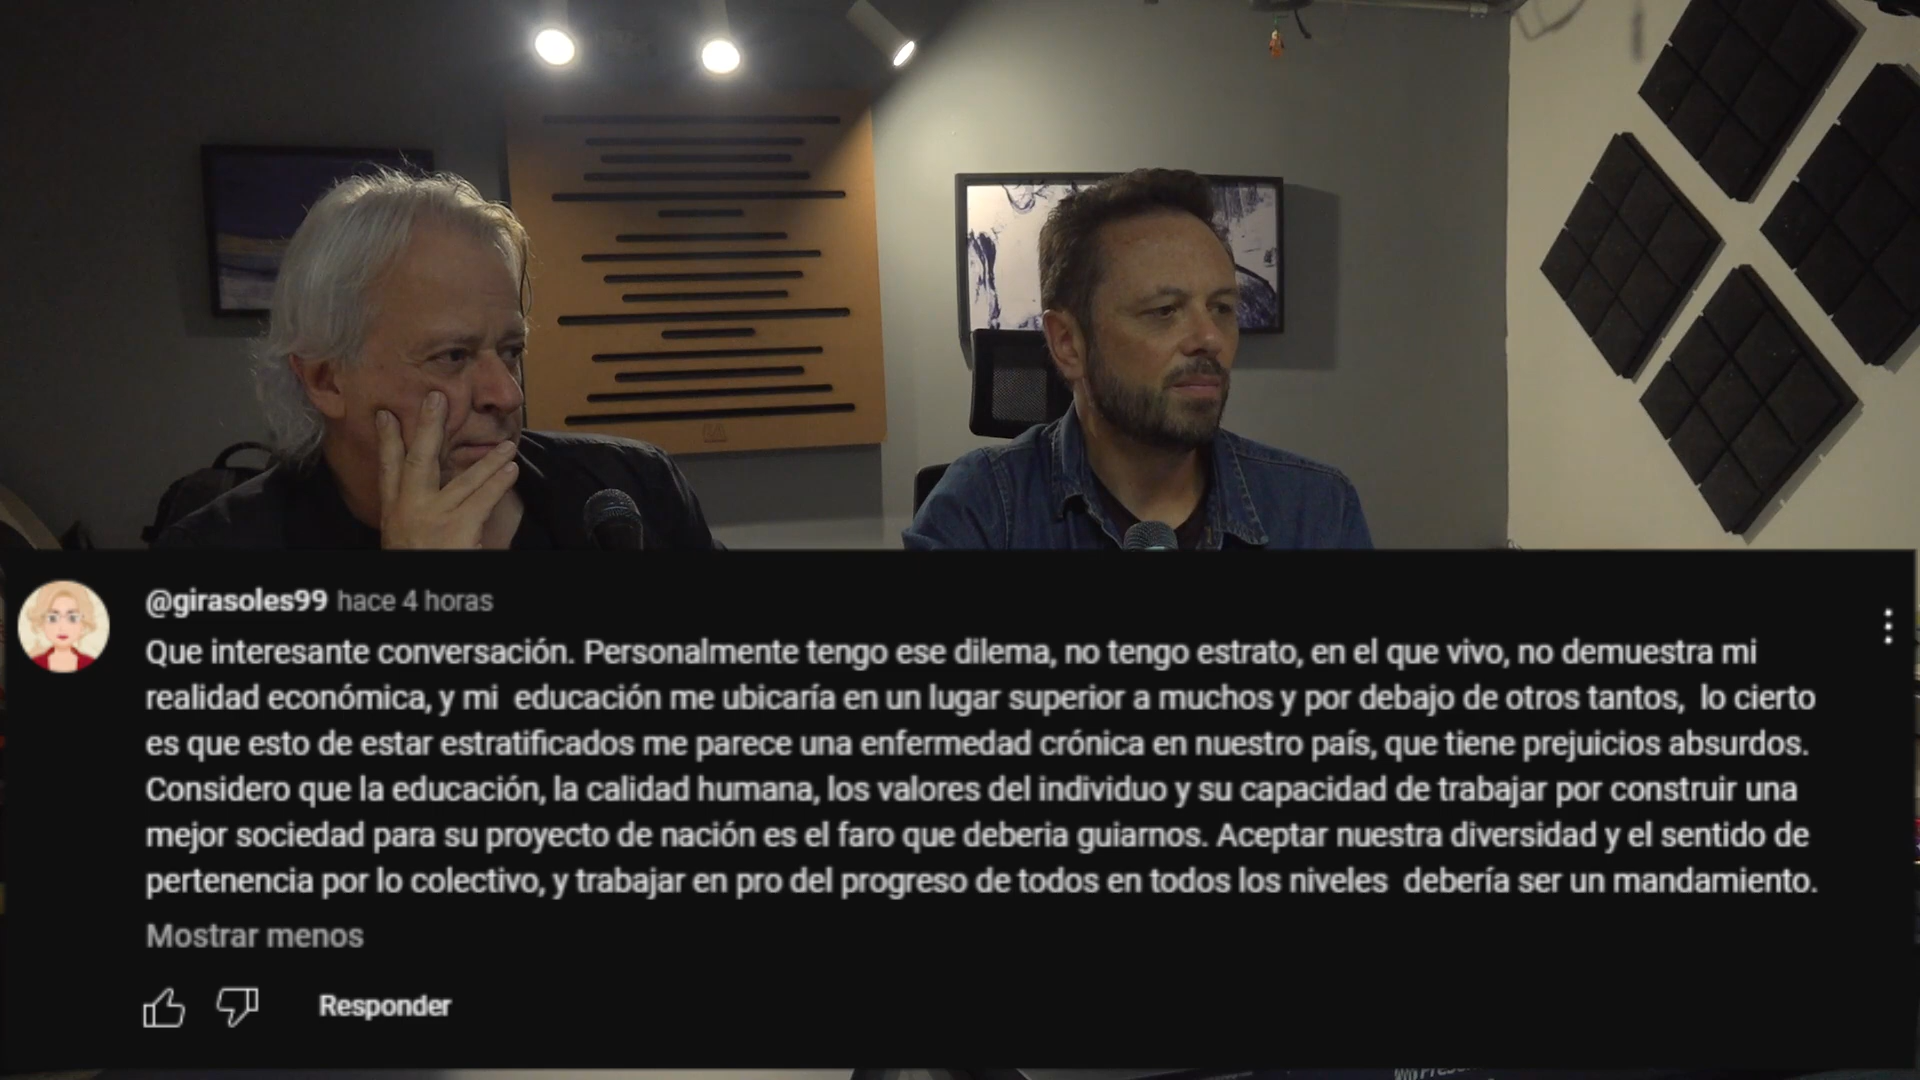 @girasoles99 hace 4 horas
Que interesante conversación. Personalmente tengo ese dilema, no tengo estrato, en el que vivo, no demuestra mi
realidad económica, y mi educación me ubicaría en un lugar superior a muchos y por debajo de otros tantos, lo cierto
es que esto de estar estratificados me parece una enfermedad crónica en nuestro país, que tiene prejuicios absurdos.
Considero que la educación, la calidad humana, los valores del individuo y su capacidad de trabajar por construir una
mejor sociedad para su proyecto de nación es el faro que deberia guiarnos. Aceptar nuestra diversidad y el sentido de
pertenencia por lo colectivo, y trabajar en pro del progreso de todos en todos los niveles debería ser un mandamiento.
Mostrar menos
Responder